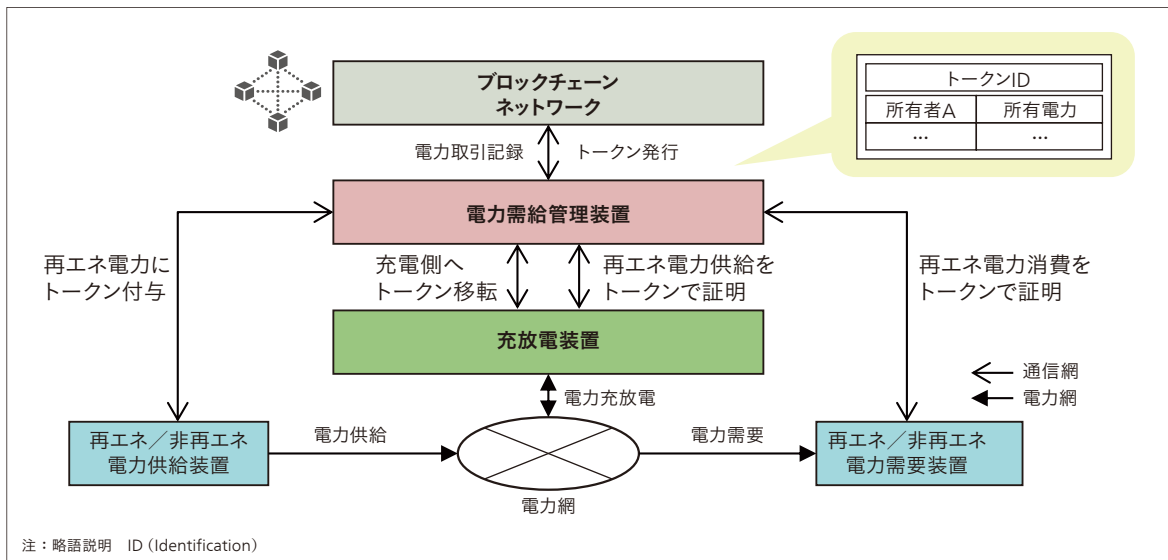 ブロックチェーン
ネットワーク
トークンID
所有者A
所有電力
…
…
電力取引記録
トークン発行
電力需給管理装置
再エネ電力に
トークン付与
充電側へ
トークン移転
再エネ電力供給を
トークンで証明
再エネ電力消費を
トークンで証明
充放電装置
通信網
電力網
電力充放電
再エネ／非再エネ
電力供給装置
電力供給
電力需要
再エネ／非再エネ
電力需要装置
電力網
注：略語説明　ID（Identification）